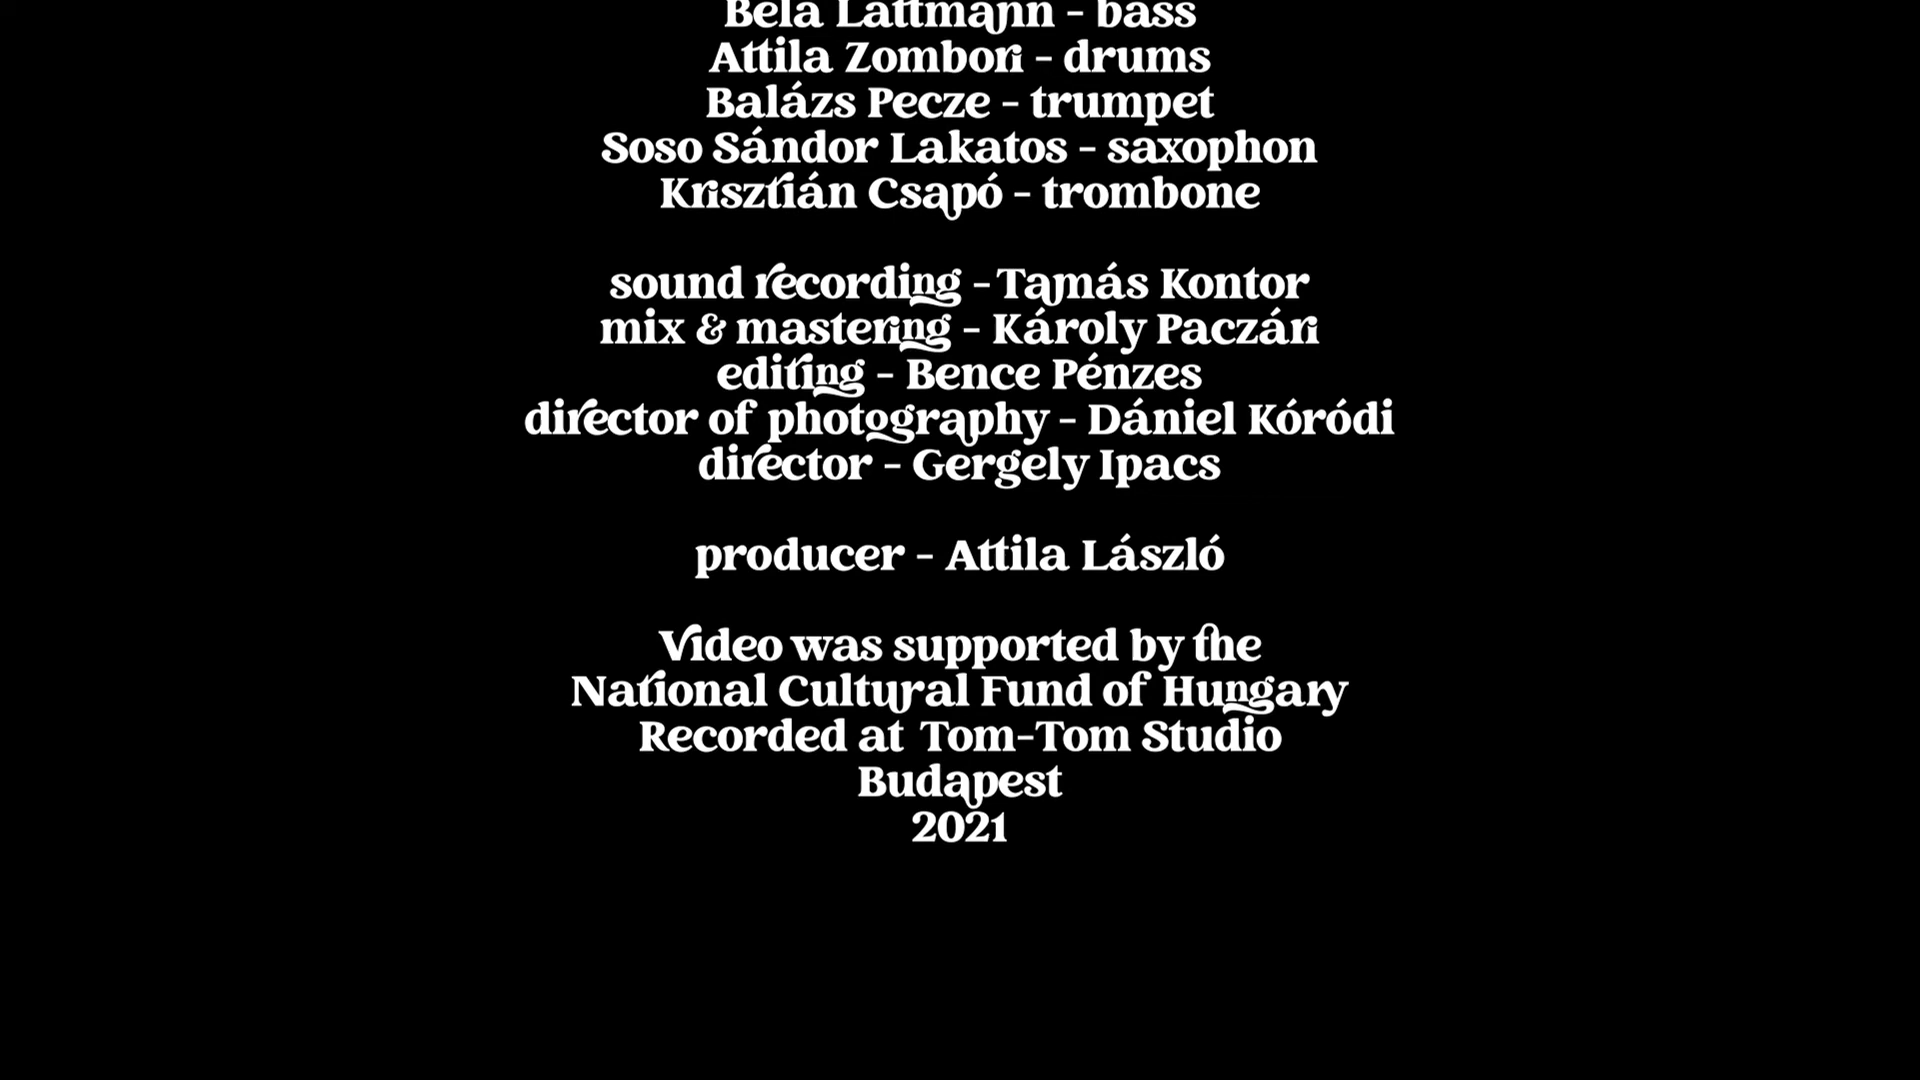 Béla Lattmann - bass
Attila Zombori - drums
Balázs Pecze - trumpet
Soso Sándor Lakatos - saxophon
Krisztián Csapó - trombone
sound recording - Tamás Kontor
mix & mastering - Károly Paczári
editing - Bence Pénzes
director of photography - Dániel Kóródi
director - Gergely Ipacs
producer - Attila László
Video was supported by the
National Cultural Fund of Hungary
Recorded at Tom-Tom Studio
Budapest
2021